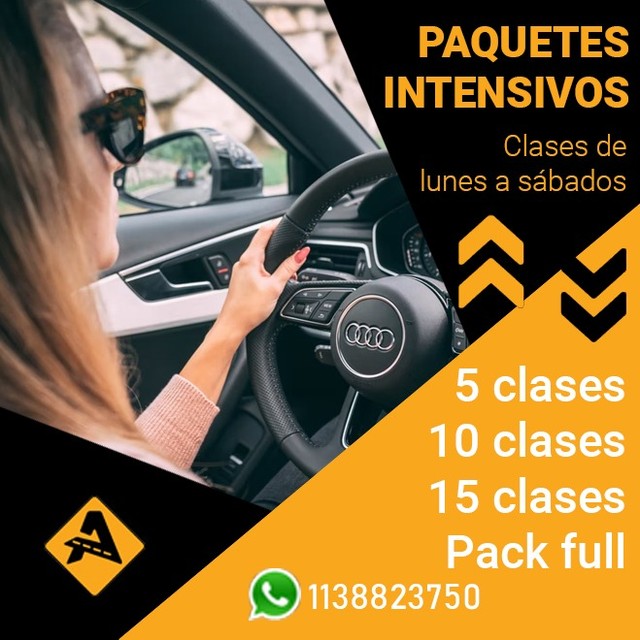 PAQUETES
INTENSIVOS
Clases de
lunes a sábados
5 clases
10 clases
15 clases
Pack full
1138823750